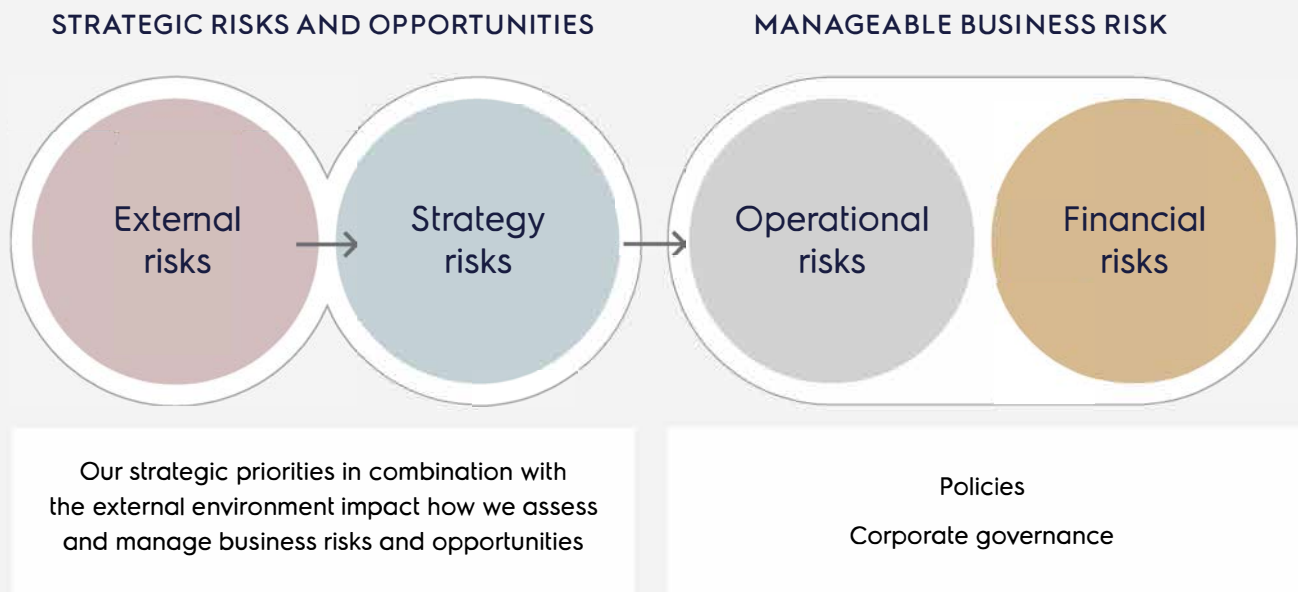 STRATEGIC RISKS AND OPPORTUNITIES
MANAGEABLE BUSINESS RISK
External
risks
Strategy
risks
Operational
risks
Financial
risks
Our strategic priorities in combination with
the external environment impact how we assess
and manage business risks and opportunities
Policies
Corporate governance